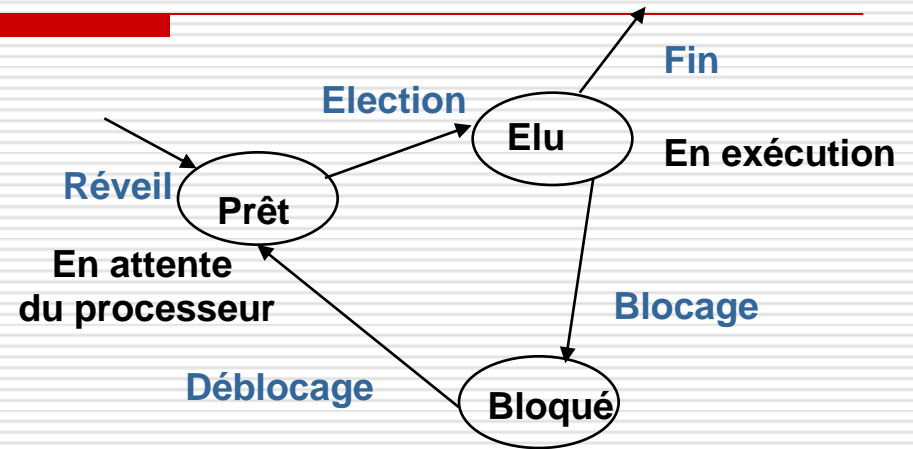 Fin
Election
Elu
En exécution
Réveil
Prêt
En attente
du processeur
Blocage
Déblocage
Bloqué